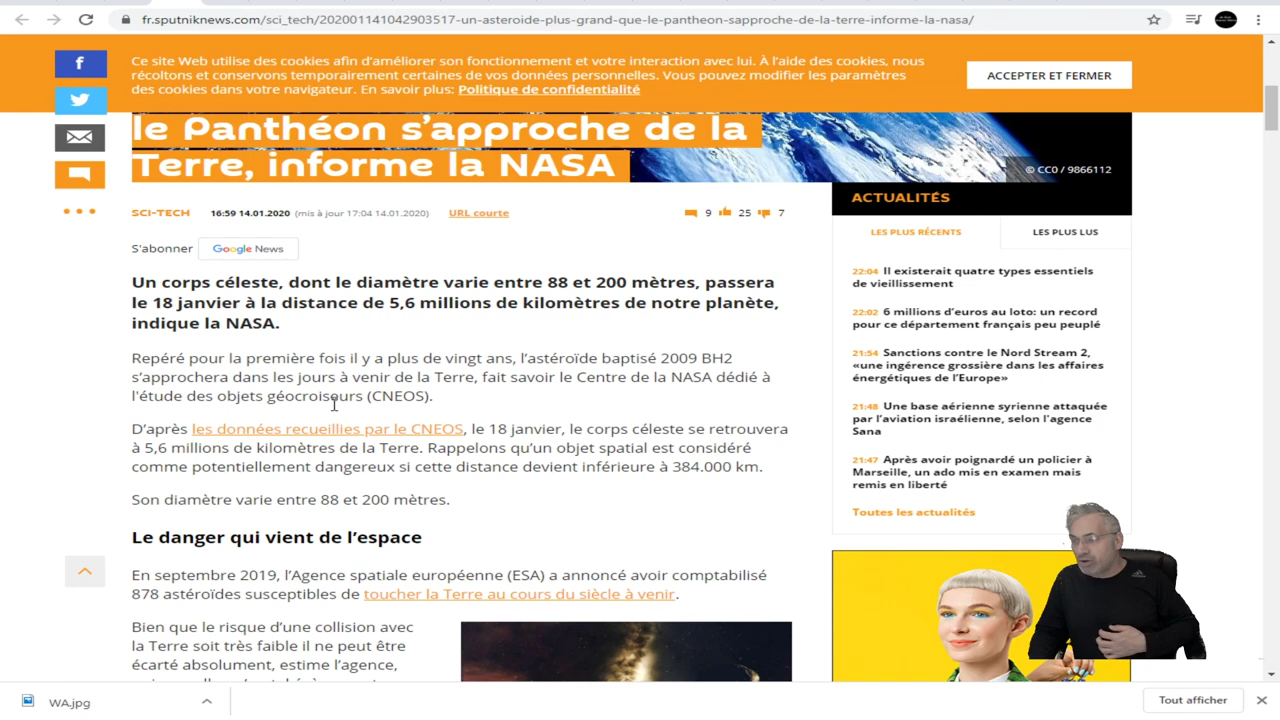 fr.sputniknews.com/sci_tech/202001141042903517-un-asteroide-plus-grand-que-le-pantheon-sapproche-de-la-terre-informe-la-nasa/
Ce site Web utilise des cookies afin d'améliorer son fonctionnement et votre interaction avec lui. À l'aide des cookies, nous
récoltons et conservons temporairement certaines de vos données personnelles. Vous pouvez modifier les paramètres
des cookies dans votre navigateur. En savoir plus: Politique de confidentialité
ACCEPTER ET FERMER
le Panthéon s'approche de la
Terre, informe la NASA
© CC0 / 9866112
SCI-TECH 16:59 14.01.2020 (mis à jour 17:04 14.01.2020) URL courte 9 25 7
S'abonner Google News
Un corps céleste, dont le diamètre varie entre 88 et 200 mètres, passera
le 18 janvier à la distance de 5,6 millions de kilomètres de notre planète,
indique la NASA.
Repéré pour la première fois il y a plus de vingt ans, l'astéroïde baptisé 2009 BH2
s'approchera dans les jours à venir de la Terre, fait savoir le Centre de la NASA dédié à
l'étude des objets géocroiseurs (CNEOS).
D'après les données recueillies par le CNEOS, le 18 janvier, le corps céleste se retrouvera
à 5,6 millions de kilomètres de la Terre. Rappelons qu'un objet spatial est considéré
comme potentiellement dangereux si cette distance devient inférieure à 384.000 km.
Son diamètre varie entre 88 et 200 mètres.
Le danger qui vient de l'espace
En septembre 2019, l'Agence spatiale européenne (ESA) a annoncé avoir comptabilisé
878 astéroïdes susceptibles de toucher la Terre au cours du siècle à venir.
Bien que le risque d'une collision avec
la Terre soit très faible il ne peut être
écarté absolument, estime l'agence,
ACTUALITÉS
LES PLUS RÉCENTS LES PLUS LUS
22:04 Il existerait quatre types essentiels
de vieillissement
22:02 6 millions d'euros au loto: un record
pour ce département français peu peuplé
21:54 Sanctions contre le Nord Stream 2,
«une ingérence grossière dans les affaires
énergétiques de l'Europe»
21:48 Une base aérienne syrienne attaquée
par l'aviation israélienne, selon l'agence
Sana
21:47 Après avoir poignardé un policier à
Marseille, un ado mis en examen mais
remis en liberté
Toutes les actualités
WA.jpg
Tout afficher